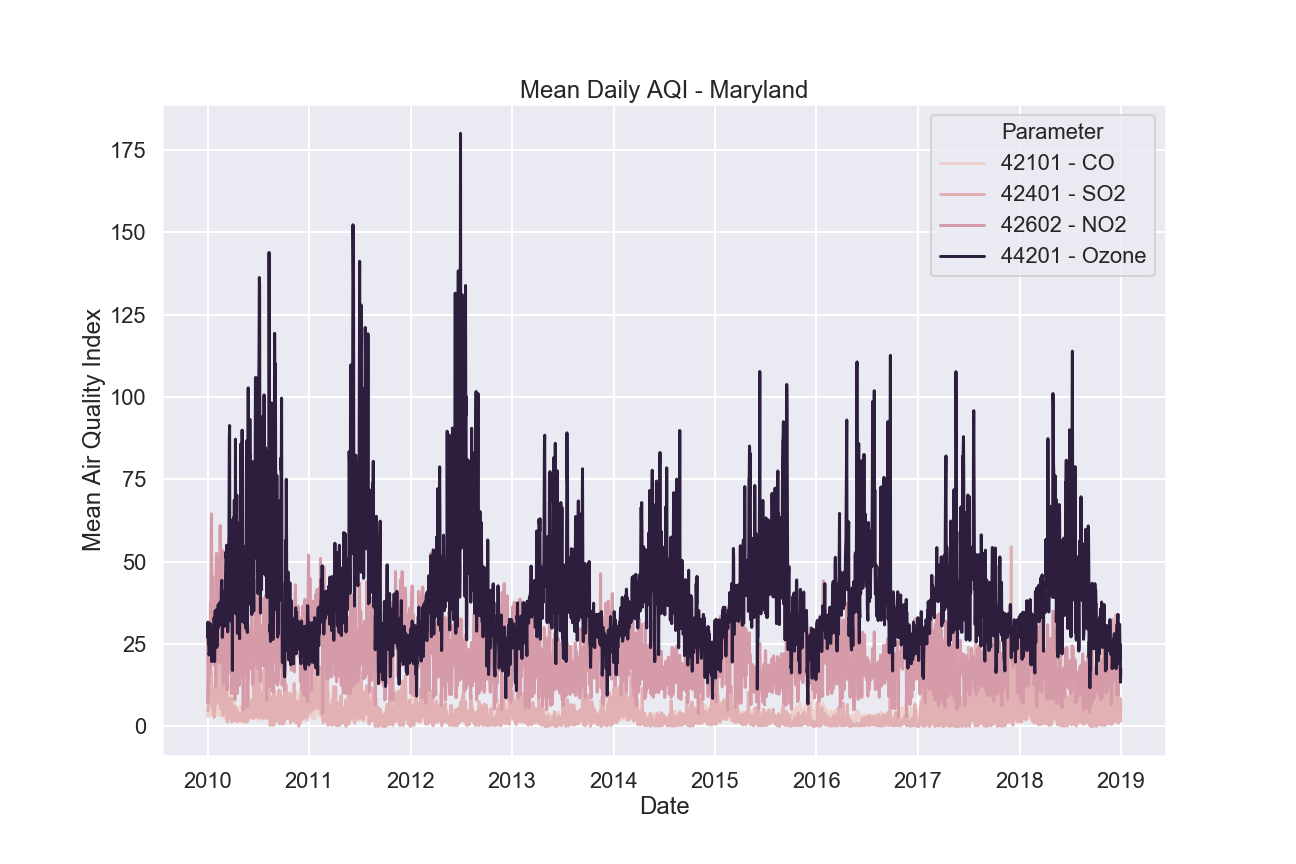 Mean Daily AQI - Maryland
Parameter
42101 - CO
42401 - SO2
42602 - NO2
44201 - Ozone
Mean Air Quality Index
175
150
125
100
75
50
25
0
2010 2011 2012 2013 2014 2015 2016 2017 2018 2019
Date